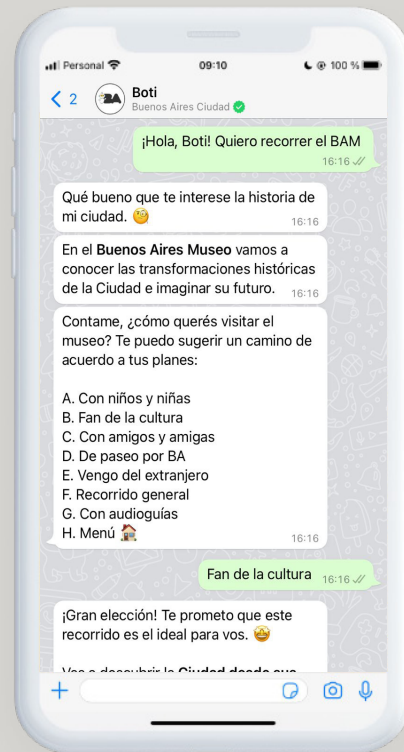 Personal 09:10 100 %
2 BA Boti
Buenos Aires Ciudad
¡Hola, Boti! Quiero recorrer el BAM
16:16
Qué bueno que te interese la historia de
mi ciudad. 🧐 16:16
En el Buenos Aires Museo vamos a
conocer las transformaciones históricas
de la Ciudad e imaginar su futuro. 16:16
Contame, ¿cómo querés visitar el
museo? Te puedo sugerir un camino de
acuerdo a tus planes:
A. Con niños y niñas
B. Fan de la cultura
C. Con amigos y amigas
D. De paseo por BA
E. Vengo del extranjero
F. Recorrido general
G. Con audioguías
H. Menú 🏠 16:16
Fan de la cultura 16:16
¡Gran elección! Te prometo que este
recorrido es el ideal para vos. 🤩